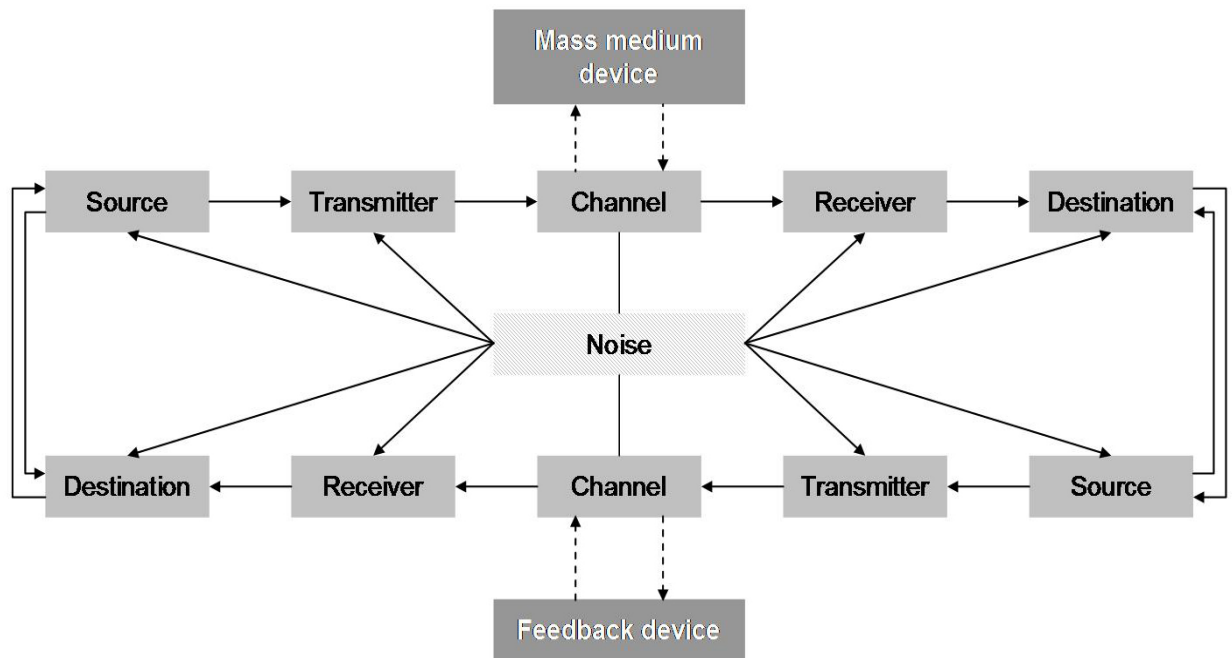 Mass medium
device
Source
Transmitter
Channel
Receiver
Destination
Noise
Destination
Receiver
Channel
Transmitter
Source
Feedback device